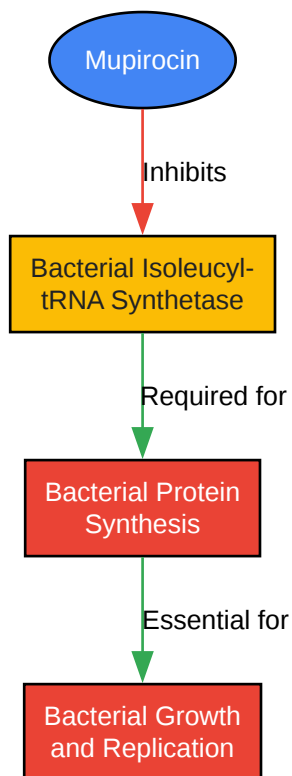 Mupirocin
Inhibits
Bacterial Isoleucyl-
tRNA Synthetase
Required for
Bacterial Protein
Synthesis
Essential for
Bacterial Growth
and Replication